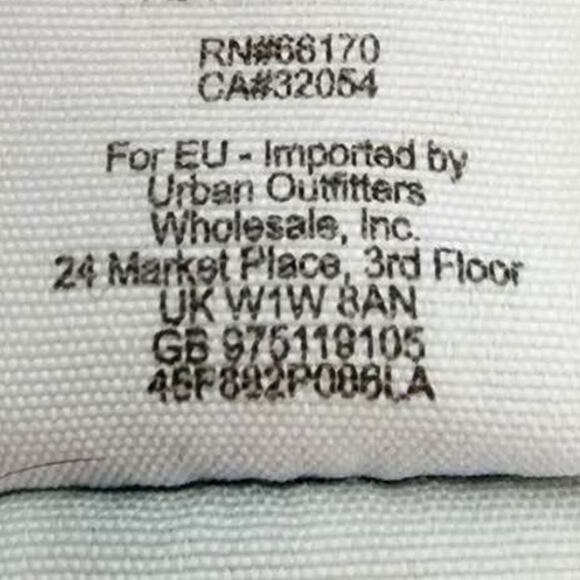 RN#66170
CA#32054
For EU - Imported by
Urban Outfitters
Wholesale, Inc.
24 Market Place, 3rd Floor
UK W1W 8AN
GB 975119105